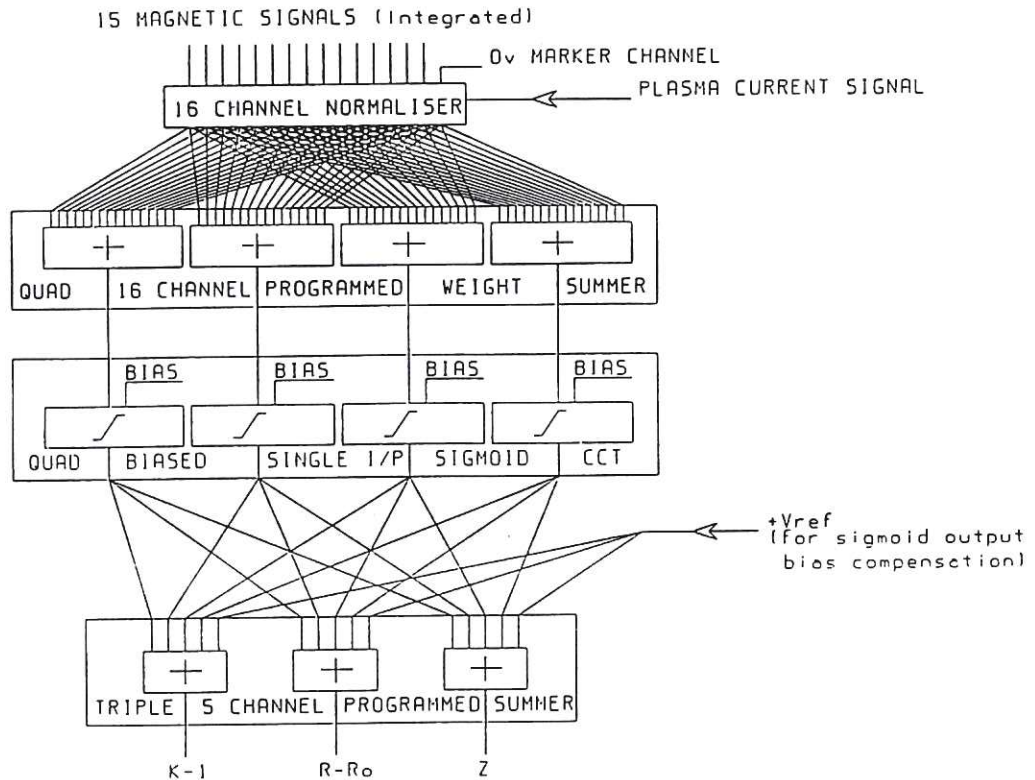 15 MAGNETIC SIGNALS (Integrated)
0v MARKER CHANNEL
PLASMA CURRENT SIGNAL
16 CHANNEL NORMALISER
QUAD 16 CHANNEL PROGRAMMED WEIGHT SUMMER
BIAS BIAS BIAS BIAS
QUAD BIASED SINGLE I/P SIGMOID CCT
+Vref
(for sigmoid output
bias compensation)
TRIPLE 5 CHANNEL PROGRAMMED SUMMER
K-1 R-Ro Z